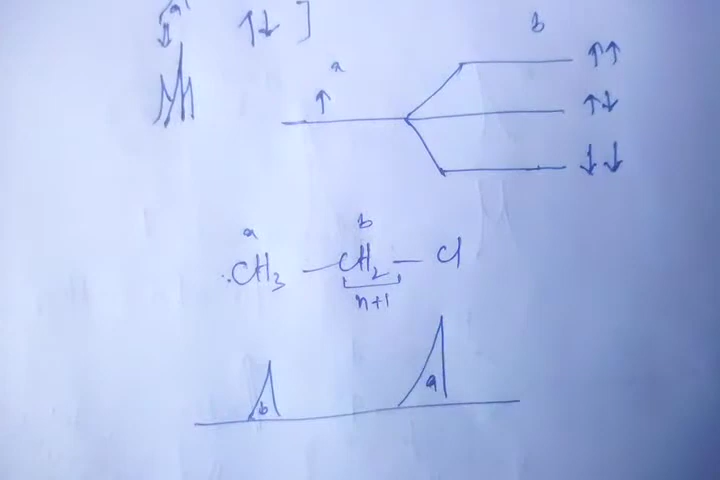 a
↑↓ ]
b
↑↑
a
↑
↑↓
↓↓
a b
CH3 — CH2 — Cl
n+1
b a